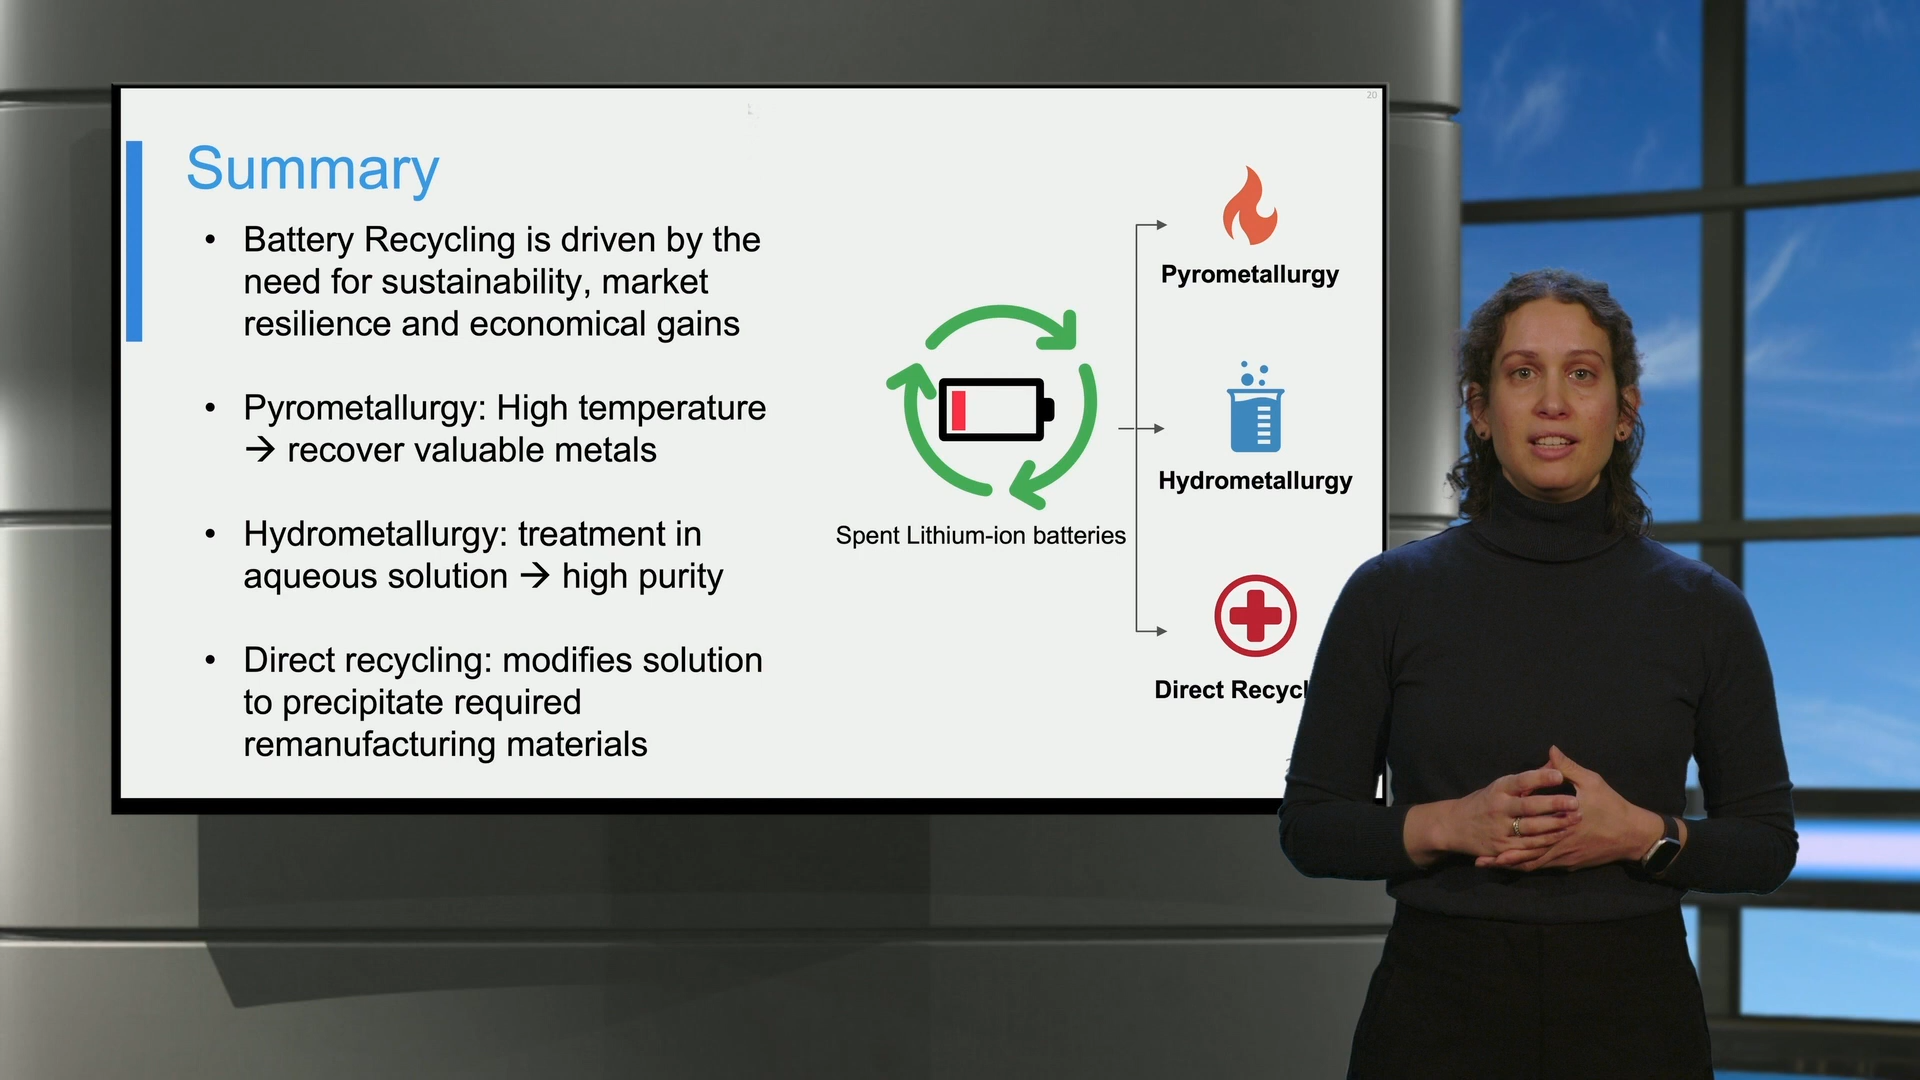 20
Summary
• Battery Recycling is driven by the
need for sustainability, market
resilience and economical gains
• Pyrometallurgy: High temperature
→ recover valuable metals
• Hydrometallurgy: treatment in
aqueous solution → high purity
• Direct recycling: modifies solution
to precipitate required
remanufacturing materials
Spent Lithium-ion batteries
Pyrometallurgy
Hydrometallurgy
Direct